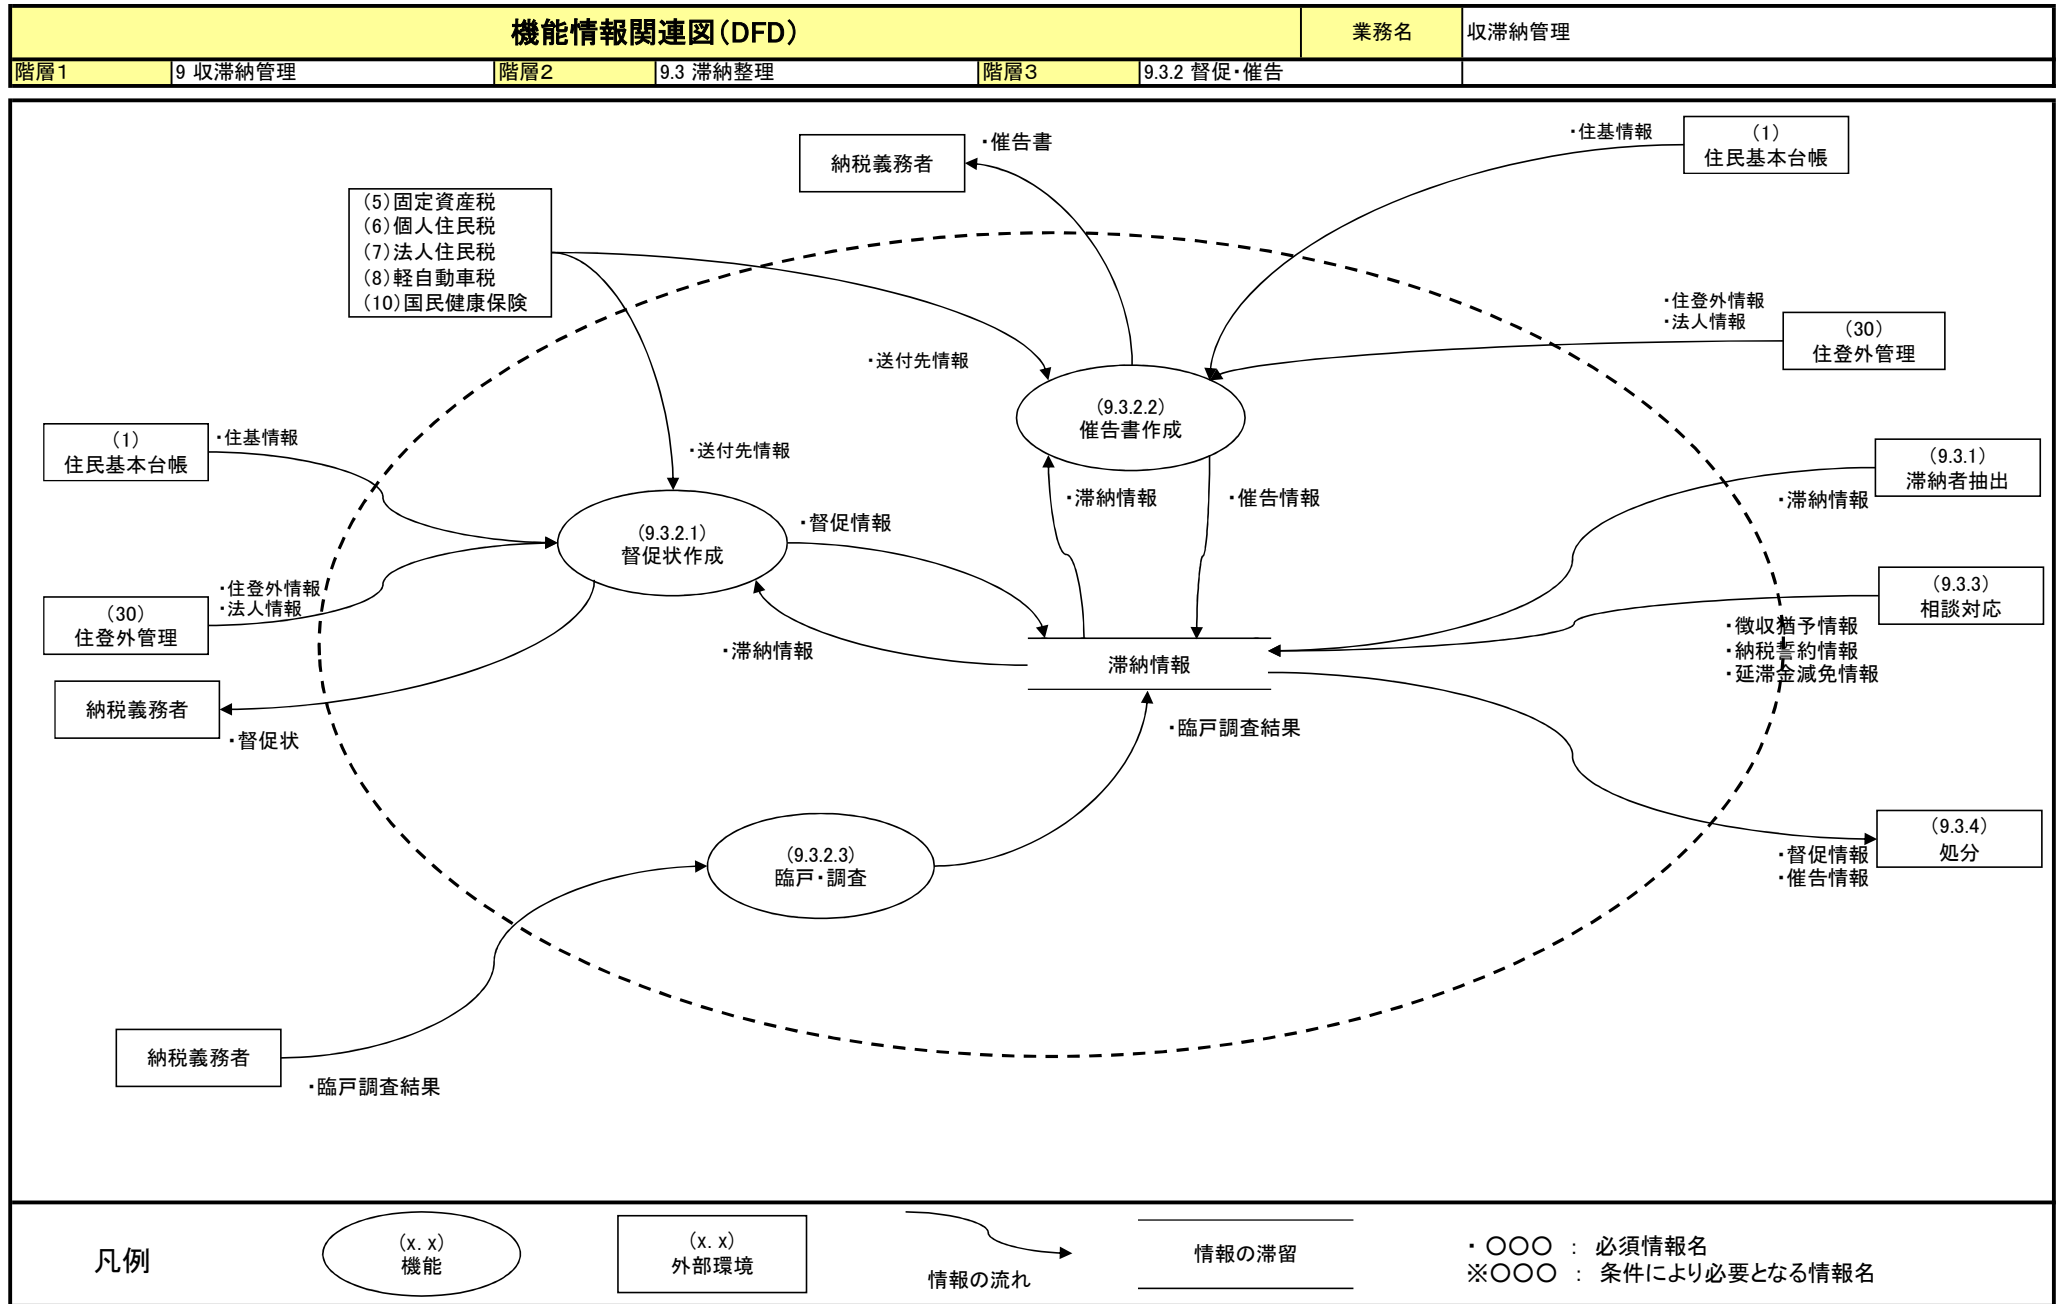 機能情報関連図(DFD)
業務名
収滞納管理
階層1
9 収滞納管理
階層2
9.3 滞納整理
階層3
9.3.2 督促・催告
納税義務者
・催告書
・住基情報
(1)
住民基本台帳
(5)固定資産税
(6)個人住民税
(7)法人住民税
(8)軽自動車税
(10)国民健康保険
・住登外情報
・法人情報
(30)
住登外管理
・送付先情報
(9.3.2.2)
催告書作成
(1)
住民基本台帳
・住基情報
・送付先情報
(9.3.1)
滞納者抽出
・滞納情報
・滞納情報
・催告情報
(9.3.2.1)
督促状作成
・督促情報
・住登外情報
・法人情報
(30)
住登外管理
(9.3.3)
相談対応
・徴収猶予情報
・納税誓約情報
・延滞金減免情報
・滞納情報
滞納情報
納税義務者
・督促状
・臨戸調査結果
(9.3.2.3)
臨戸・調査
(9.3.4)
処分
・督促情報
・催告情報
納税義務者
・臨戸調査結果
凡例
(x. x)
機能
(x. x)
外部環境
情報の流れ
情報の滞留
・ 〇〇〇 : 必須情報名
※〇〇〇 : 条件により必要となる情報名